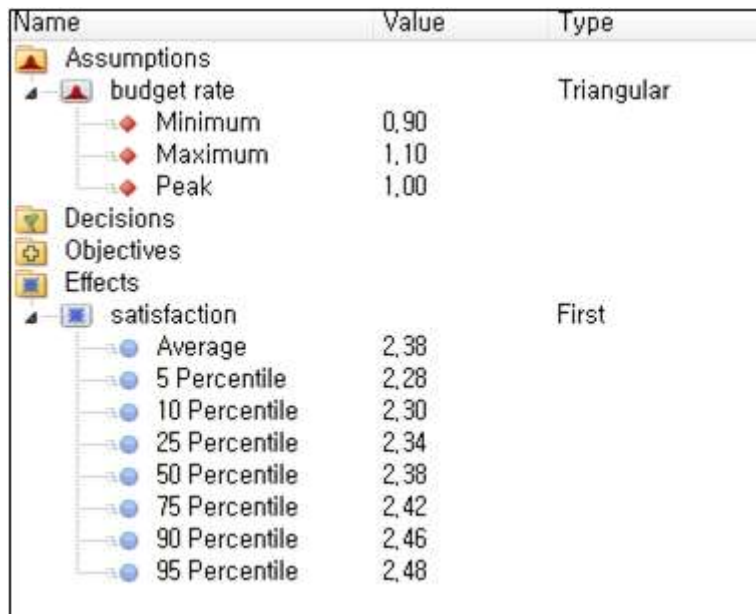 Name Value Type
Assumptions
budget rate Triangular
Minimum 0,90
Maximum 1,10
Peak 1,00
Decisions
Objectives
Effects
satisfaction First
Average 2,38
5 Percentile 2,28
10 Percentile 2,30
25 Percentile 2,34
50 Percentile 2,38
75 Percentile 2,42
90 Percentile 2,46
95 Percentile 2,48